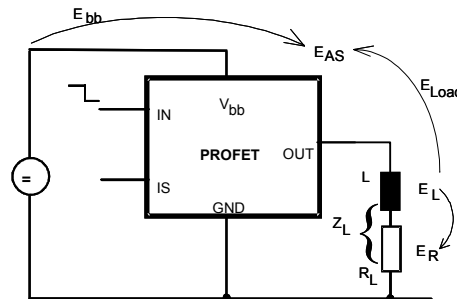 E_bb
E_AS
E_Load
V_bb
IN
PROFET
OUT
L
E_L
=
IS
GND
Z_L
{
E_R
R_L